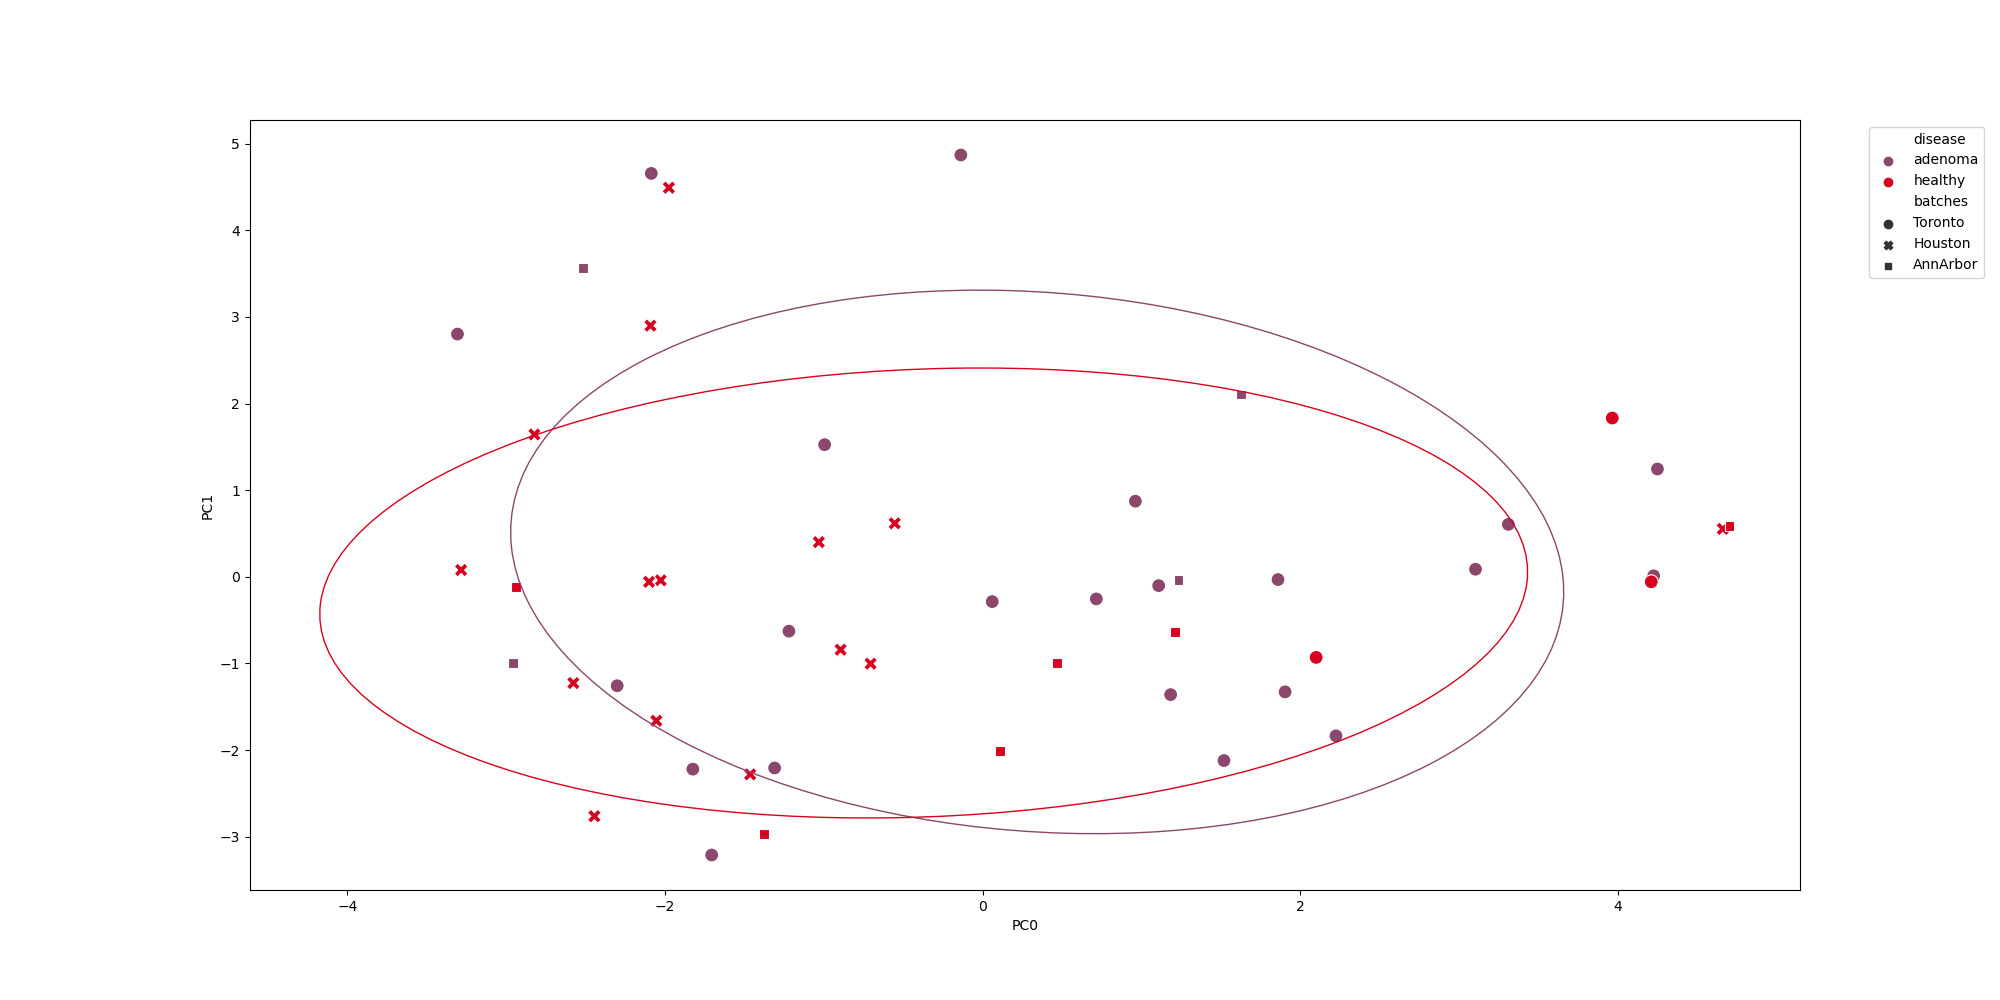 disease
adenoma
healthy
batches
Toronto
Houston
AnnArbor
5
4
3
2
1
0
−1
−2
−3
PC1
−4 −2 0 2 4
PC0